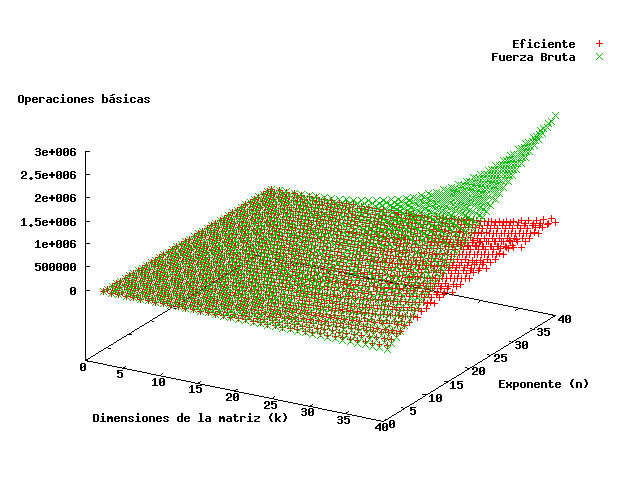 Eficiente +
Fuerza Bruta ×
Operaciones básicas
3e+006
2.5e+006
2e+006
1.5e+006
1e+006
500000
0
0
5
10
15
20
25
30
35
40
Dimensiones de la matriz (k)
0
5
10
15
20
25
30
35
40
Exponente (n)